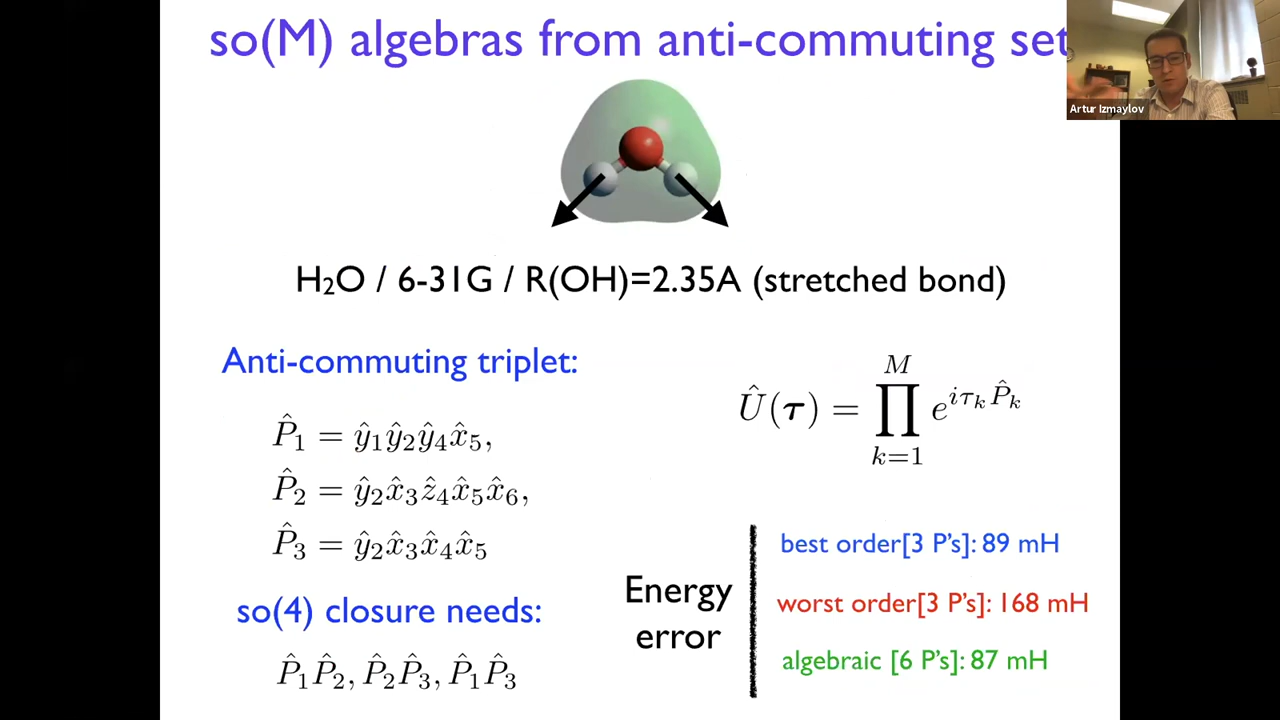 so(M) algebras from anti-commuting set
Artur Izmaylov
H₂O / 6-31G / R(OH)=2.35A (stretched bond)
Anti-commuting triplet:
P̂₁ = ŷ₁ŷ₂ŷ₄x̂₅,
P̂₂ = ŷ₂x̂₃ẑ₄x̂₅x̂₆,
P̂₃ = ŷ₂x̂₃x̂₄x̂₅
so(4) closure needs:
P̂₁P̂₂, P̂₂P̂₃, P̂₁P̂₃
Û(τ) = ∏_{k=1}^{M} e^{iτ_k P̂_k}
Energy
error
best order[3 P's]: 89 mH
worst order[3 P's]: 168 mH
algebraic [6 P's]: 87 mH